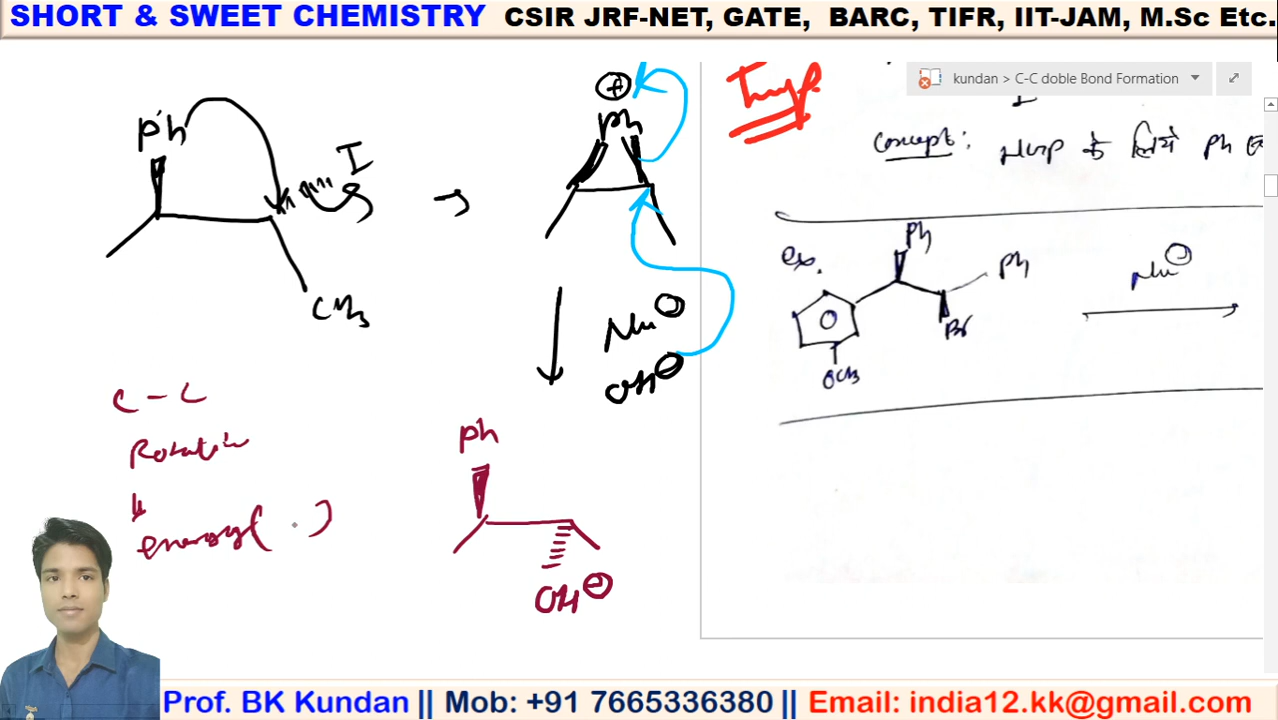 SHORT & SWEET CHEMISTRY CSIR JRF-NET, GATE, BARC, TIFR, IIT-JAM, M.Sc Etc.
kundan > C-C doble Bond Formation
Ph
I
CH3
⊕
Ph
Nu⊖
OH⊖
C - C
Rotation
energy( )
Ph
OH⊖
Imp
Concept: के लिये Ph
ex.
Ph
Ph
Br
OCH3
Nu⊖
Prof. BK Kundan || Mob: +91 7665336380 || Email: india12.kk@gmail.com